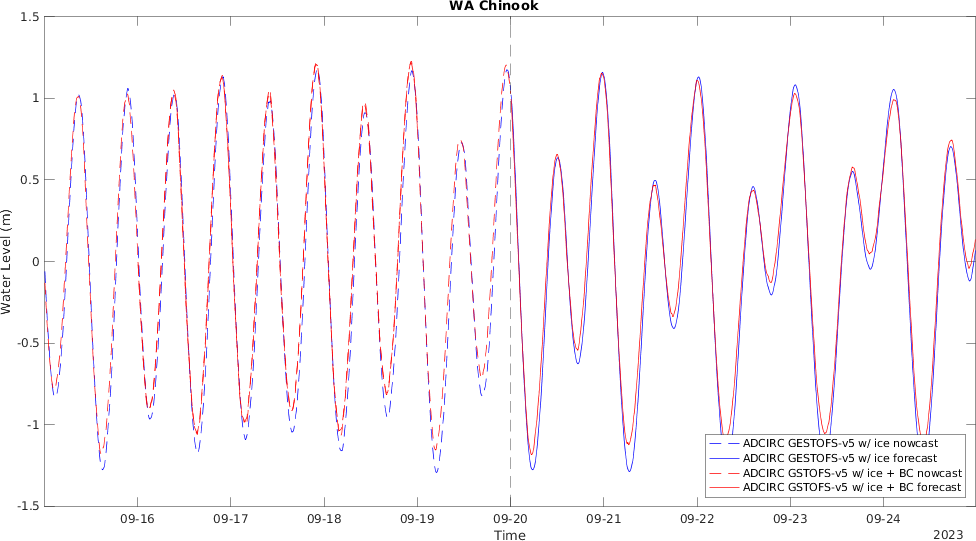 WA Chinook
1.5
1
0.5
0
-0.5
-1
-1.5
Water Level (m)
09-16 09-17 09-18 09-19 09-20 09-21 09-22 09-23 09-24
Time
2023
ADCIRC GESTOFS-v5 w/ ice nowcast
ADCIRC GESTOFS-v5 w/ ice forecast
ADCIRC GSTOFS-v5 w/ ice + BC nowcast
ADCIRC GSTOFS-v5 w/ ice + BC forecast